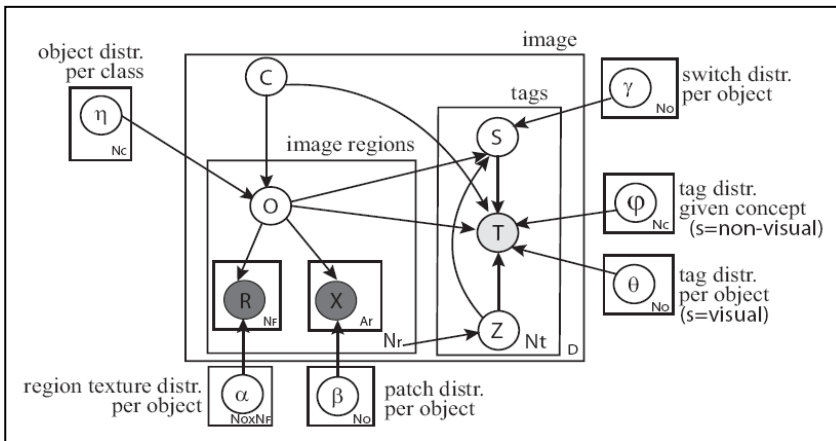 image
object distr.
per class
η
Nc
C
tags
S
γ
No
switch distr.
per object
image regions
O
T
φ
Nc
tag distr.
given concept
(s=non-visual)
R
NF
X
Ar
θ
No
tag distr.
per object
(s=visual)
Nr
Z
Nt
D
region texture distr.
per object
α
NoxNF
β
No
patch distr.
per object